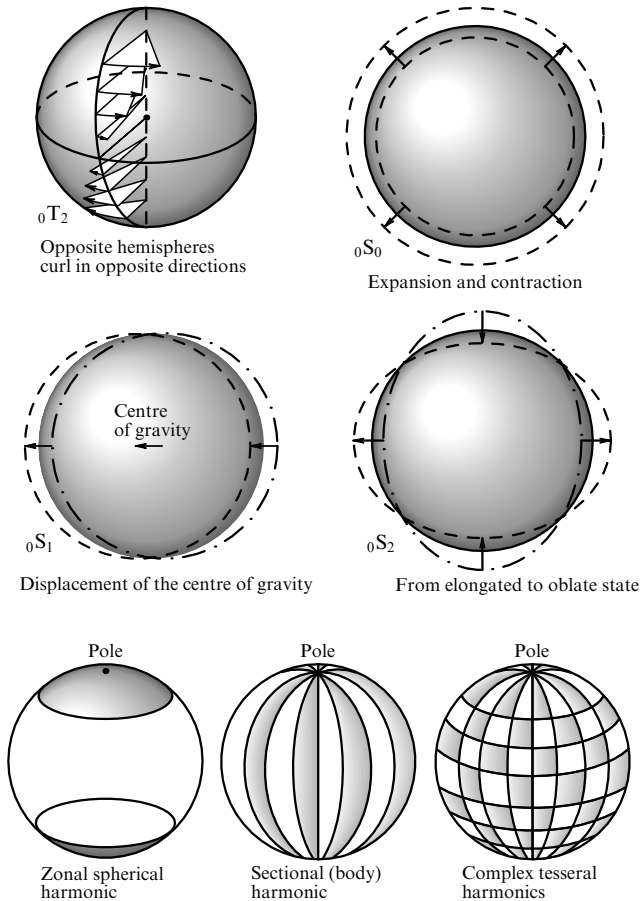 ₀T₂
Opposite hemispheres
curl in opposite directions
₀S₀
Expansion and contraction
Centre
of gravity
₀S₁
Displacement of the centre of gravity
₀S₂
From elongated to oblate state
Pole
Zonal spherical
harmonic
Pole
Sectional (body)
harmonic
Pole
Complex tesseral
harmonics